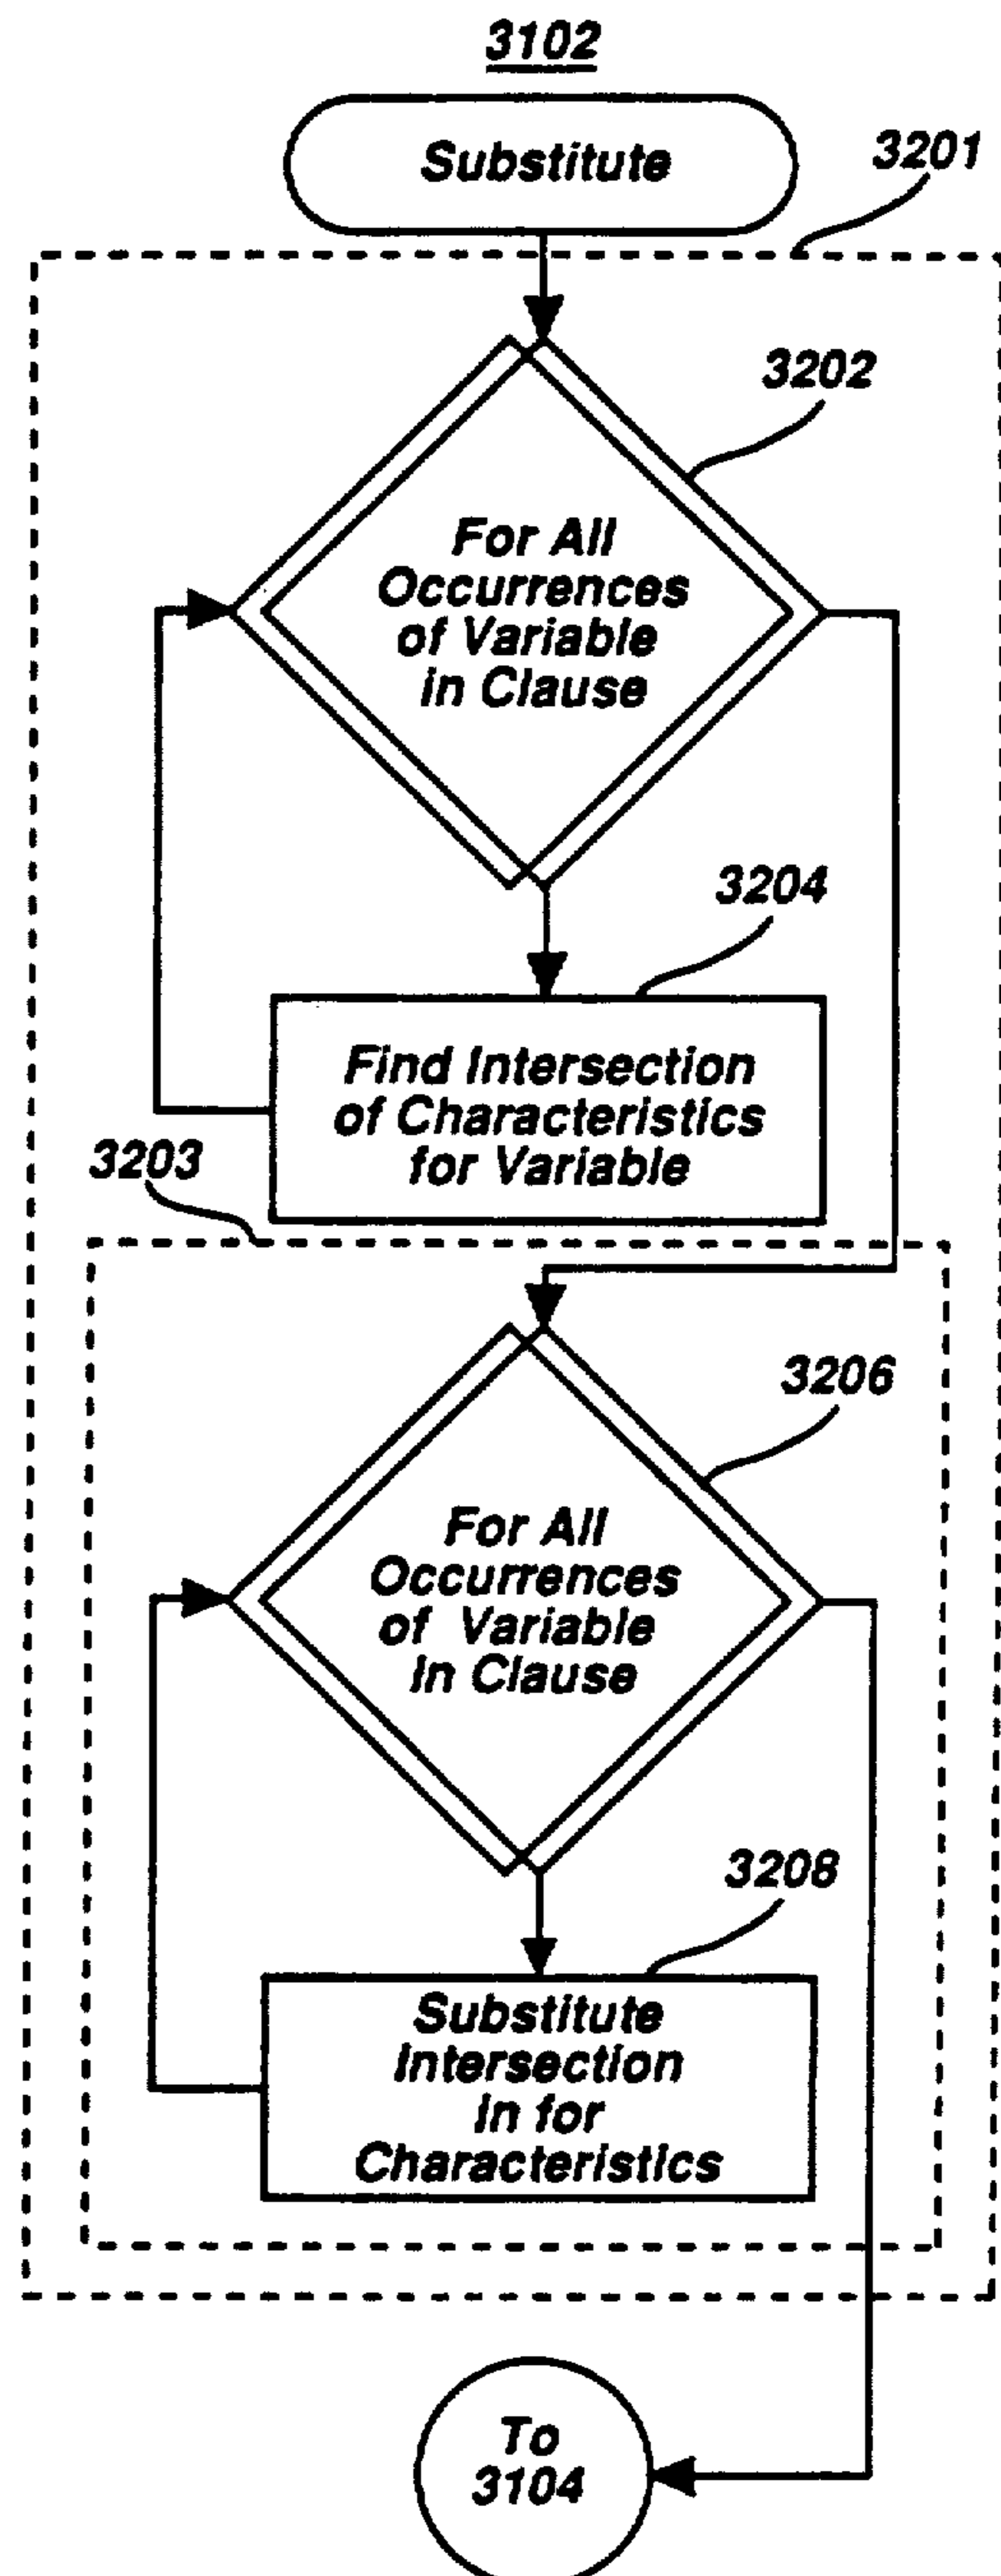 3102
Substitute
3201
3202
For All
Occurrences
of Variable
in Clause
3204
Find Intersection
of Characteristics
for Variable
3203
3206
For All
Occurrences
of Variable
in Clause
3208
Substitute
Intersection
in for
Characteristics
To
3104